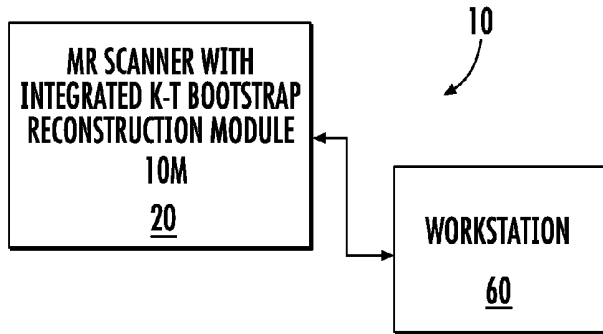 10
MR SCANNER WITH
INTEGRATED K-T BOOTSTRAP
RECONSTRUCTION MODULE
10M
20
WORKSTATION
60